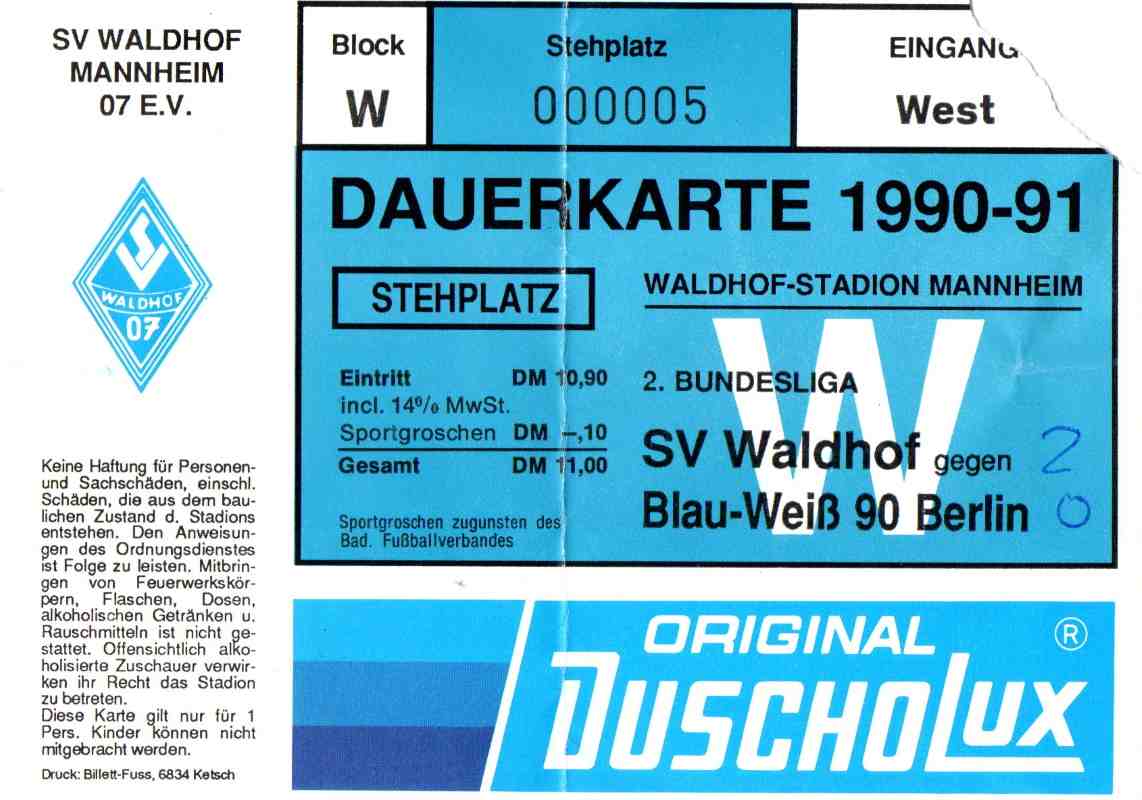 SV WALDHOF
MANNHEIM
07 E.V.
SV
WALDHOF
07
Keine Haftung für Personen-
und Sachschäden, einschl.
Schäden, die aus dem bau-
lichen Zustand d. Stadions
entstehen. Den Anweisun-
gen des Ordnungsdienstes
ist Folge zu leisten. Mitbrin-
gen von Feuerwerkskör-
pern, Flaschen, Dosen,
alkoholischen Getränken u.
Rauschmitteln ist nicht ge-
stattet. Offensichtlich alko-
holisierte Zuschauer verwir-
ken ihr Recht das Stadion
zu betreten.
Diese Karte gilt nur für 1
Pers. Kinder können nicht
mitgebracht werden.
Druck: Billett-Fuss, 6834 Ketsch
Block
W
Stehplatz
000005
EINGANG
West
DAUERKARTE 1990-91
STEHPLATZ
WALDHOF-STADION MANNHEIM
W
Eintritt DM 10,90
incl. 14% MwSt.
Sportgroschen DM –,10
Gesamt DM 11,00
Sportgroschen zugunsten des
Bad. Fußballverbandes
2. BUNDESLIGA
SV Waldhof gegen 2
Blau-Weiß 90 Berlin 0
ORIGINAL ®
DUSCHOLUX